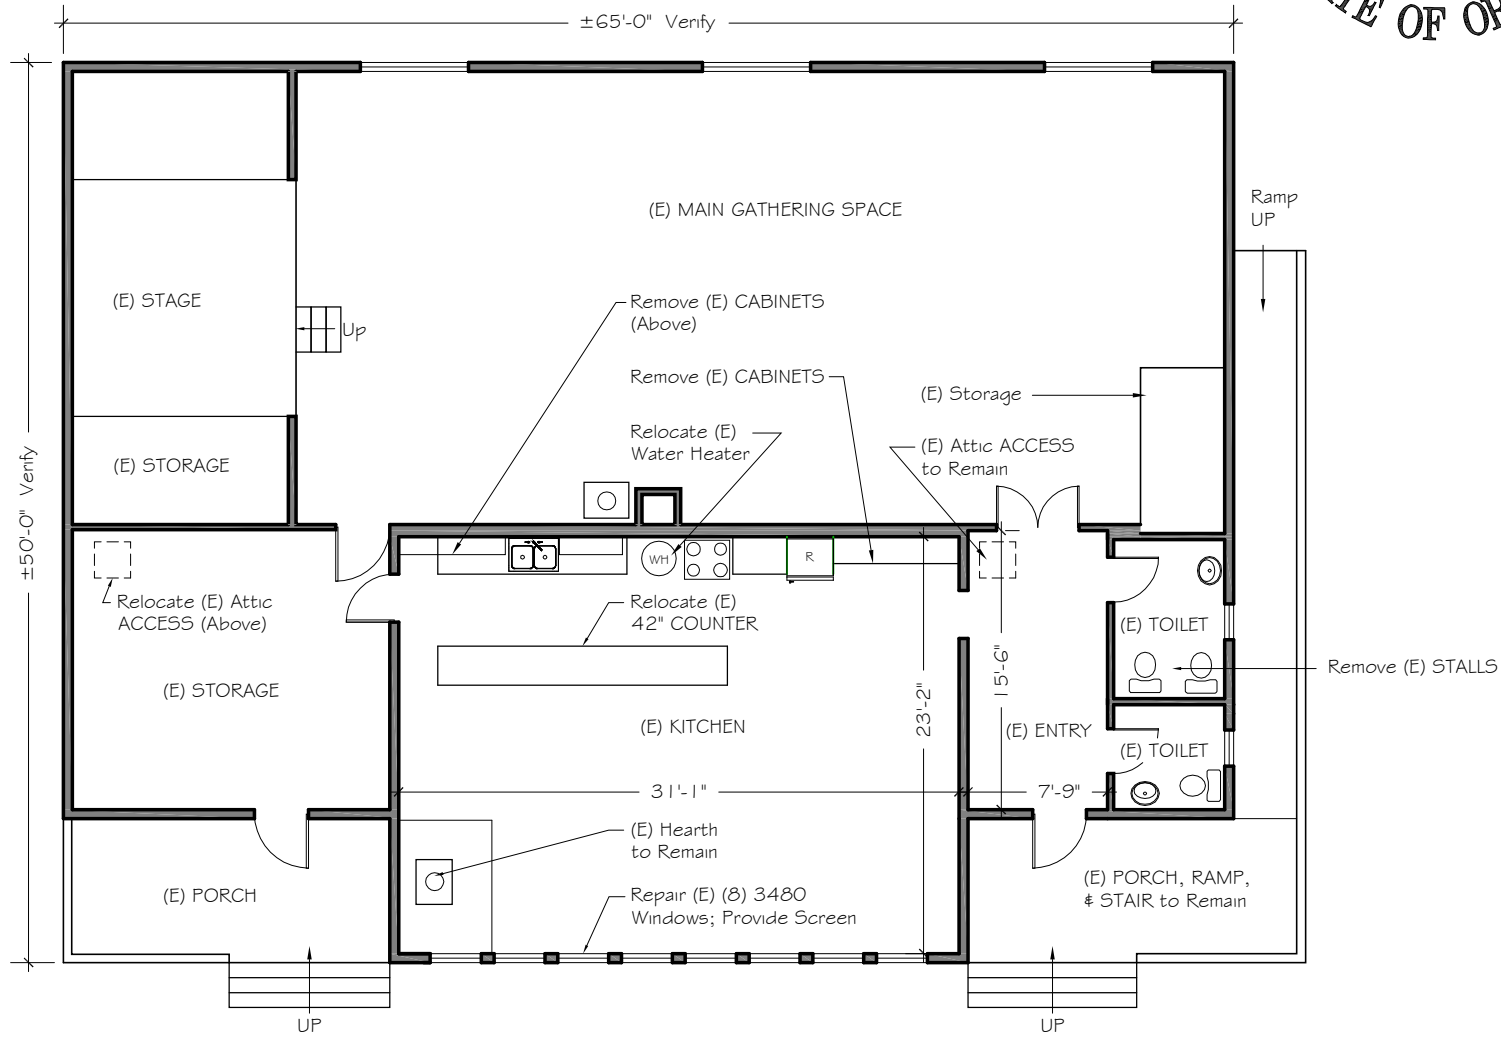 ±65'-0" Verify
OF
±50'-0" Verify
(E) MAIN GATHERING SPACE
Ramp
UP
(E) STAGE
Up
Remove (E) CABINETS
(Above)
Remove (E) CABINETS
(E) Storage
Relocate (E)
Water Heater
(E) Attic ACCESS
to Remain
(E) STORAGE
WH
R
Relocate (E) Attic
ACCESS (Above)
Relocate (E)
42" COUNTER
(E) TOILET
Remove (E) STALLS
15'-6"
23'-2"
(E) STORAGE
(E) KITCHEN
(E) ENTRY
(E) TOILET
31'-1"
7'-9"
(E) Hearth
to Remain
(E) PORCH
Repair (E) (8) 3480
Windows; Provide Screen
(E) PORCH, RAMP,
& STAIR to Remain
UP
UP